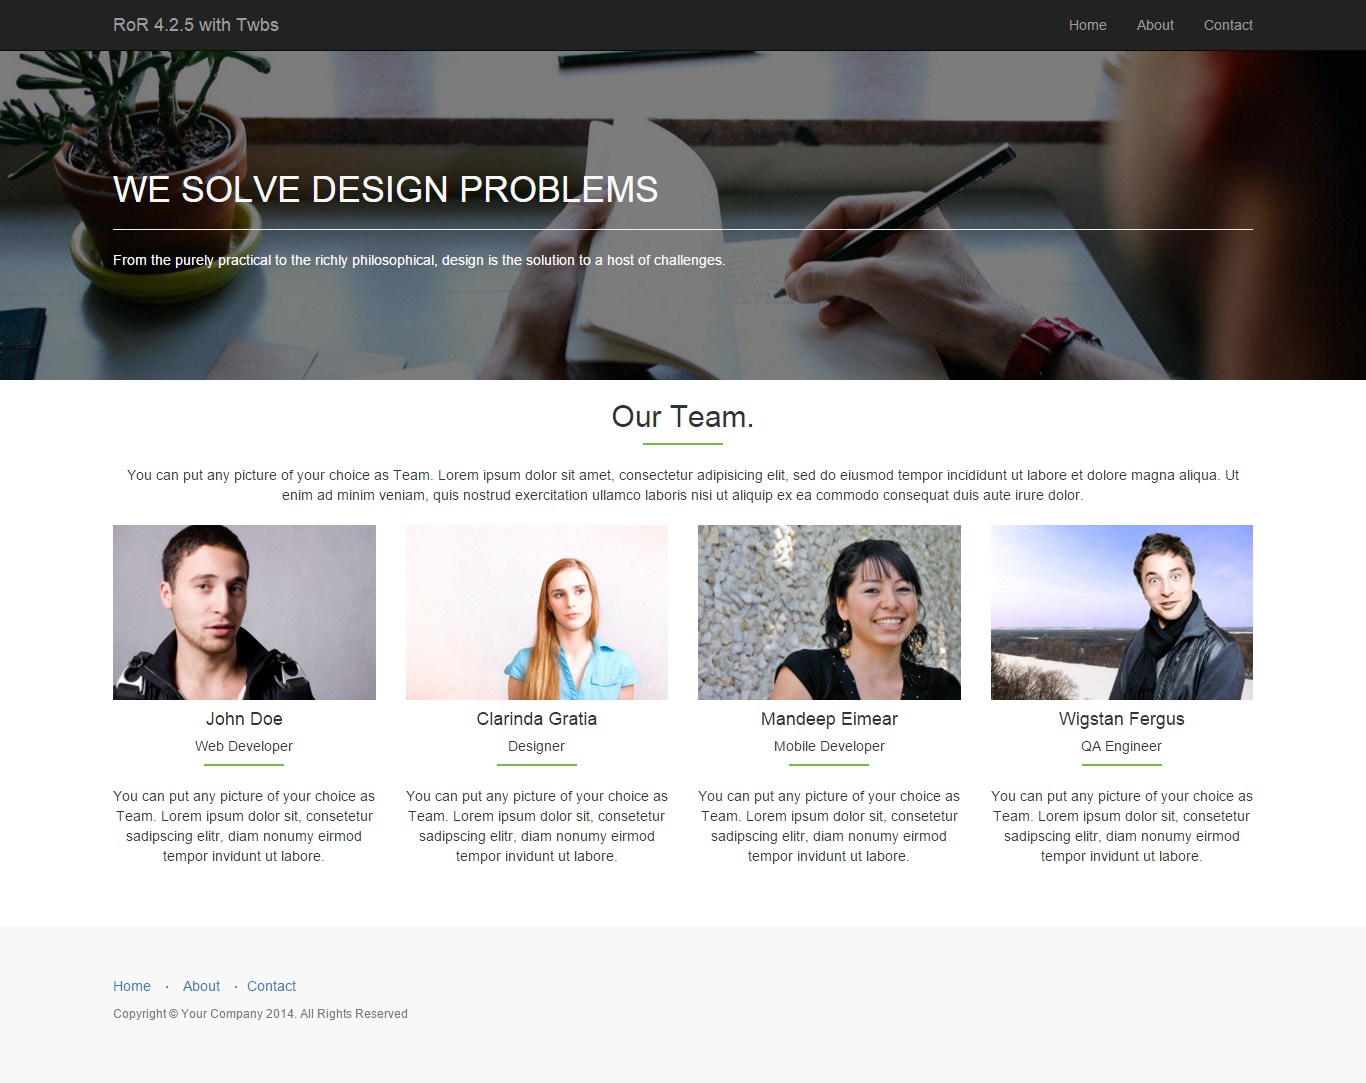 RoR 4.2.5 with Twbs
Home About Contact
WE SOLVE DESIGN PROBLEMS
From the purely practical to the richly philosophical, design is the solution to a host of challenges.
Our Team.
You can put any picture of your choice as Team. Lorem ipsum dolor sit amet, consectetur adipisicing elit, sed do eiusmod tempor incididunt ut labore et dolore magna aliqua. Ut
enim ad minim veniam, quis nostrud exercitation ullamco laboris nisi ut aliquip ex ea commodo consequat duis aute irure dolor.
John Doe
Web Developer
You can put any picture of your choice as
Team. Lorem ipsum dolor sit, consetetur
sadipscing elitr, diam nonumy eirmod
tempor invidunt ut labore.
Clarinda Gratia
Designer
You can put any picture of your choice as
Team. Lorem ipsum dolor sit, consetetur
sadipscing elitr, diam nonumy eirmod
tempor invidunt ut labore.
Mandeep Eimear
Mobile Developer
You can put any picture of your choice as
Team. Lorem ipsum dolor sit, consetetur
sadipscing elitr, diam nonumy eirmod
tempor invidunt ut labore.
Wigstan Fergus
QA Engineer
You can put any picture of your choice as
Team. Lorem ipsum dolor sit, consetetur
sadipscing elitr, diam nonumy eirmod
tempor invidunt ut labore.
Home · About · Contact
Copyright © Your Company 2014. All Rights Reserved